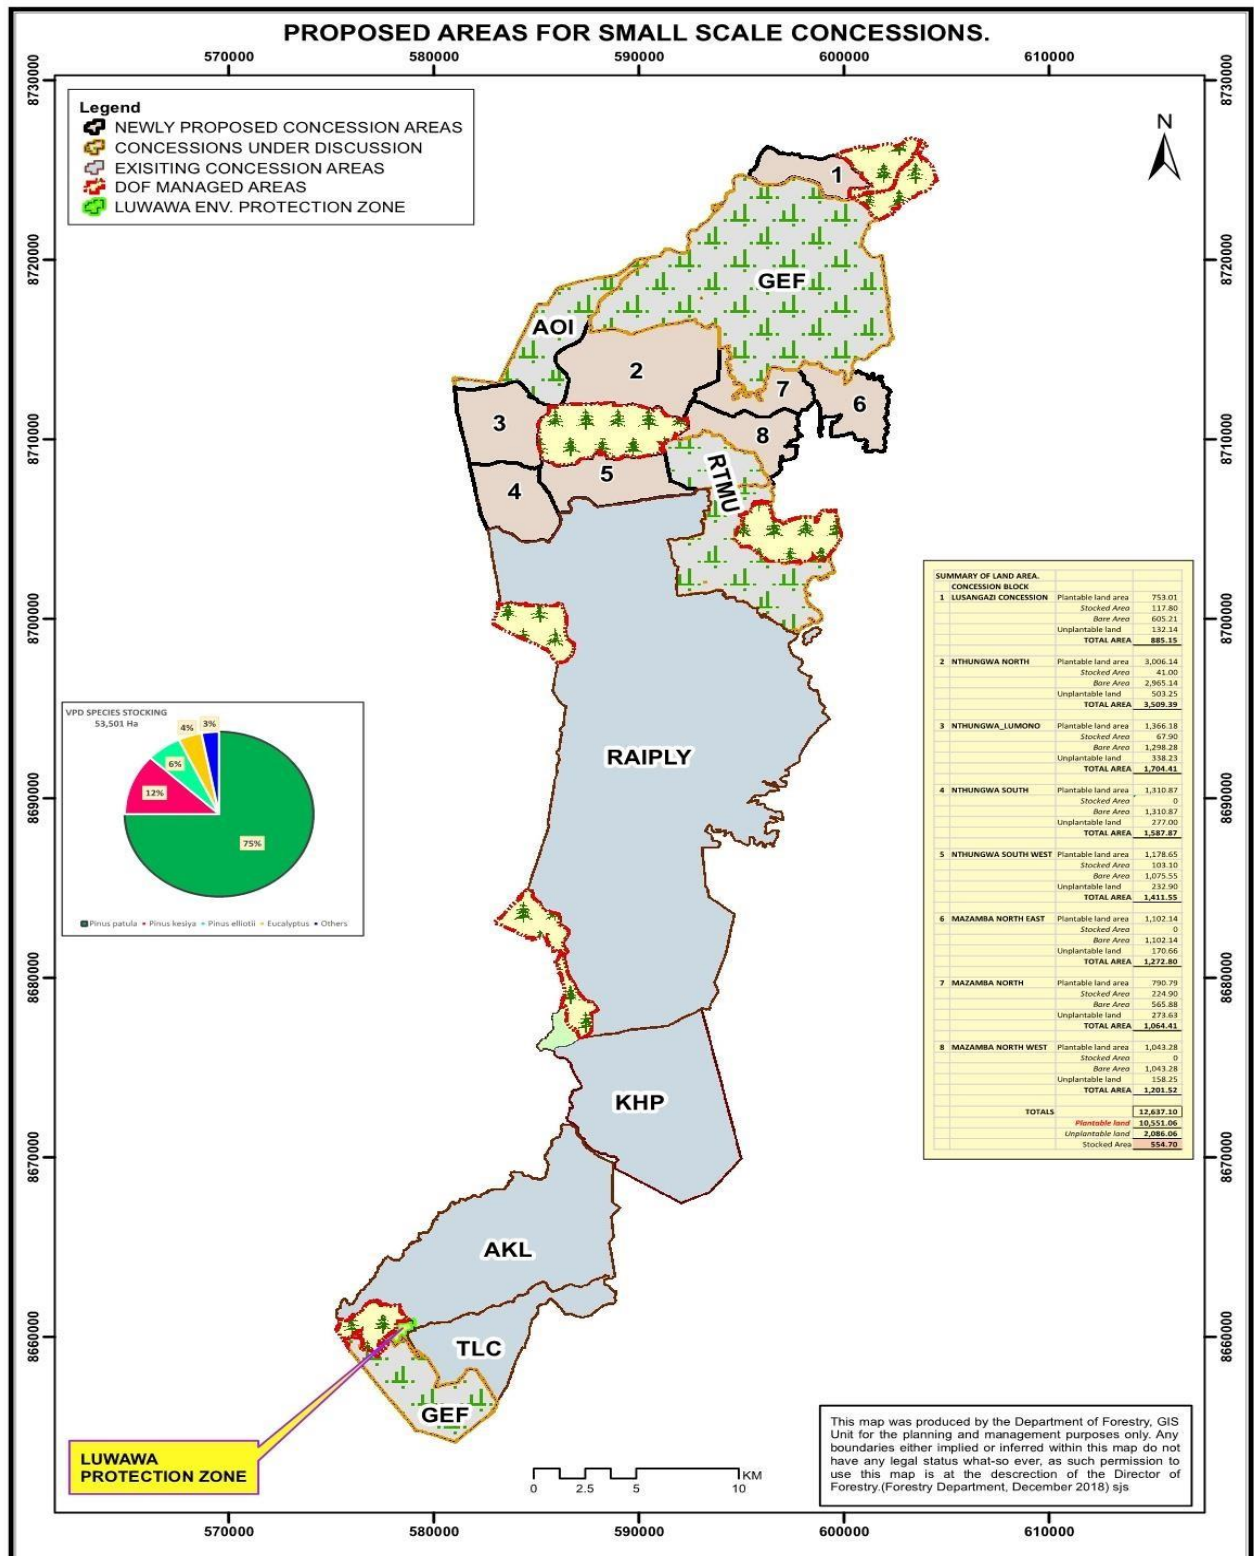 PROPOSED AREAS FOR SMALL SCALE CONCESSIONS.
570000 580000 590000 600000 610000
8730000 8730000
Legend
NEWLY PROPOSED CONCESSION AREAS
CONCESSIONS UNDER DISCUSSION
EXISITING CONCESSION AREAS
DOF MANAGED AREAS
LUWAWA ENV. PROTECTION ZONE
N
1
8720000 8720000
GEF
AOI
2
7
6
3
8710000 8710000
8
5
RTMU
4
SUMMARY OF LAND AREA.
CONCESSION BLOCK
1 LUSANGAZI CONCESSION Plantable land area 753.01
Stocked Area 117.80
Bare Area 605.21
Unplantable land 132.14
TOTAL AREA 885.15
2 NTHUNGWA NORTH Plantable land area 3,006.14
Stocked Area 41.00
Bare Area 2,965.14
Unplantable land 503.25
TOTAL AREA 3,509.39
3 NTHUNGWA_LUMONO Plantable land area 1,366.18
Stocked Area 67.90
Bare Area 1,298.28
Unplantable land 338.23
TOTAL AREA 1,704.41
4 NTHUNGWA SOUTH Plantable land area 1,310.87
Stocked Area 0
Bare Area 1,310.87
Unplantable land 277.00
TOTAL AREA 1,587.87
5 NTHUNGWA SOUTH WEST Plantable land area 1,178.65
Stocked Area 103.10
Bare Area 1,075.55
Unplantable land 232.90
TOTAL AREA 1,411.55
6 MAZAMBA NORTH EAST Plantable land area 1,102.14
Stocked Area 0
Bare Area 1,102.14
Unplantable land 170.66
TOTAL AREA 1,272.80
7 MAZAMBA NORTH Plantable land area 790.79
Stocked Area 224.90
Bare Area 565.88
Unplantable land 273.63
TOTAL AREA 1,064.41
8 MAZAMBA NORTH WEST Plantable land area 1,043.28
Stocked Area 0
Bare Area 1,043.28
Unplantable land 158.25
TOTAL AREA 1,201.52
TOTALS 12,637.10
Plantable land 10,551.06
Unplantable land 2,086.06
Stocked Area 554.70
8700000 8700000
VPD SPECIES STOCKING
53,501 Ha
4% 3%
6%
12%
75%
Pinus patula Pinus kesiya Pinus elliotii Eucalyptus Others
RAIPLY
8690000 8690000
8680000 8680000
KHP
8670000 8670000
AKL
8660000 8660000
TLC
GEF
LUWAWA
PROTECTION ZONE
KM
0 2.5 5 10
This map was produced by the Department of Forestry, GIS
Unit for the planning and management purposes only. Any
boundaries either implied or inferred within this map do not
have any legal status what-so ever, as such permission to
use this map is at the descrection of the Director of
Forestry.(Forestry Department, December 2018) sjs
570000 580000 590000 600000 610000